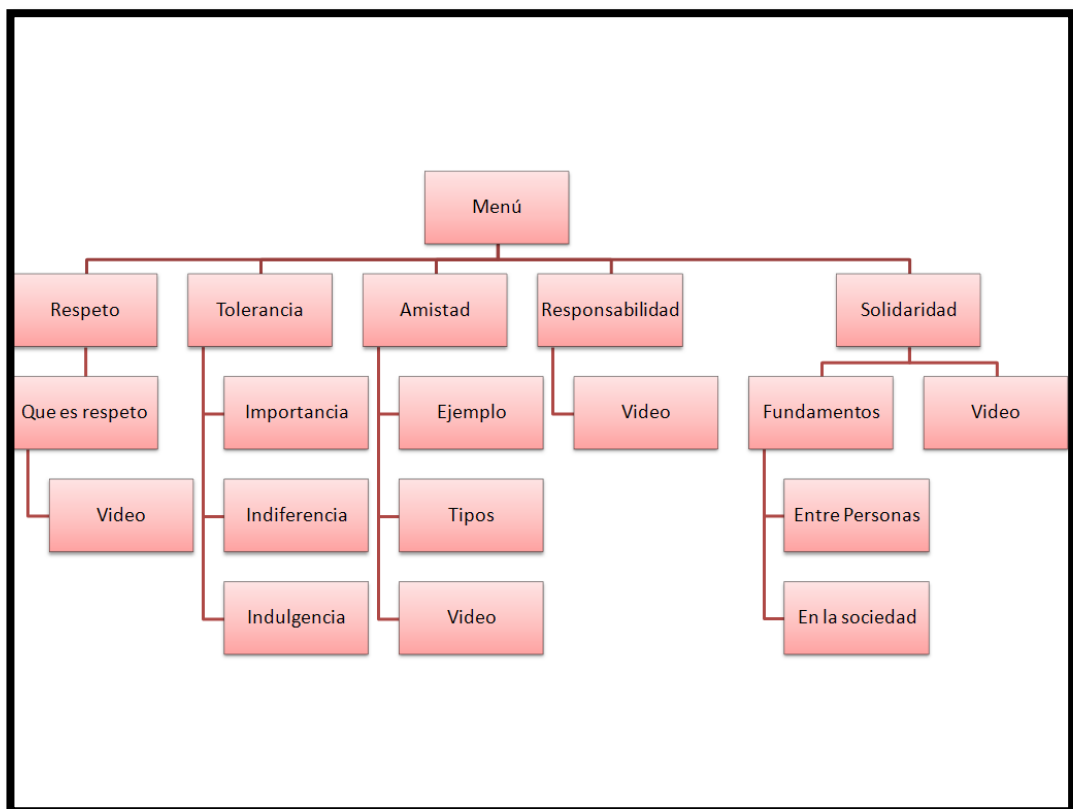 Menú
Respeto
Tolerancia
Amistad
Responsabilidad
Solidaridad
Que es respeto
Importancia
Ejemplo
Video
Fundamentos
Video
Video
Indiferencia
Tipos
Entre Personas
Indulgencia
Video
En la sociedad